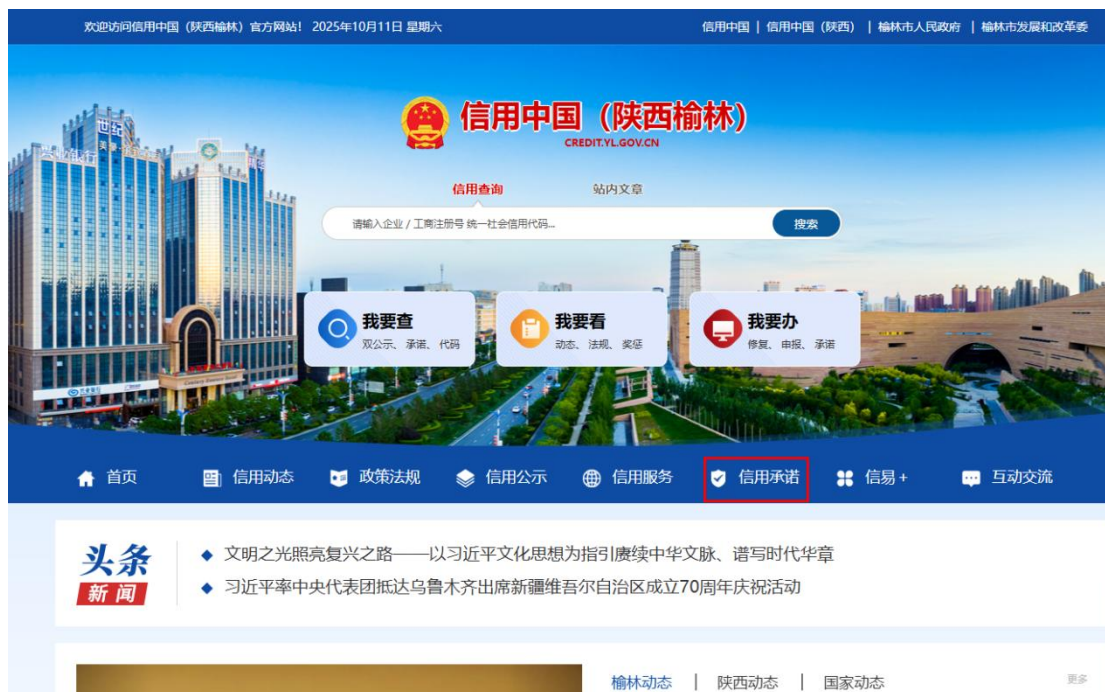 欢迎访问信用中国（陕西榆林）官方网站！ 2025年10月11日 星期六
信用中国 | 信用中国（陕西） | 榆林市人民政府 | 榆林市发展和改革委
信用中国（陕西榆林）
CREDIT.YL.GOV.CN
世纪
信用查询 站内文章
请输入企业 / 工商注册号 统一社会信用代码... 搜索
我要查
双公示、承诺、代码
我要看
动态、法规、奖惩
我要办
修复、申报、承诺
首页 信用动态 政策法规 信用公示 信用服务 信用承诺 信易+ 互动交流
头条
新闻
文明之光照亮复兴之路——以习近平文化思想为指引赓续中华文脉、谱写时代华章
习近平率中央代表团抵达乌鲁木齐出席新疆维吾尔自治区成立70周年庆祝活动
榆林动态 | 陕西动态 | 国家动态 更多